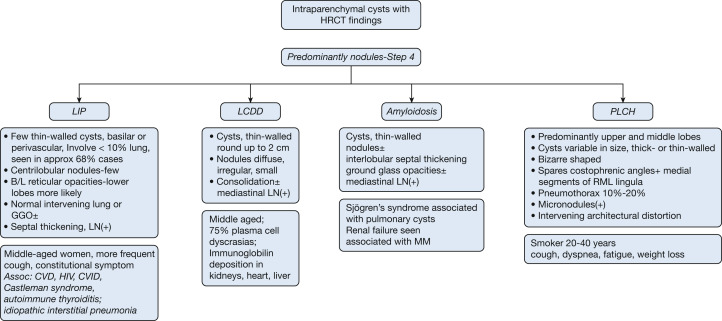 Intraparenchymal cysts with
HRCT findings
Predominantly nodules-Step 4
LIP
• Few thin-walled cysts, basilar or
perivascular, Involve < 10% lung,
seen in approx 68% cases
• Centrilobular nodules-few
• B/L reticular opacities-lower
lobes more likely
• Normal intervening lung or
GGO±
• Septal thickening, LN(+)
Middle-aged women, more frequent
cough, constitutional symptom
Assoc: CVD, HIV, CVID,
Castleman syndrome,
autoimmune thyroiditis;
idiopathic interstitial pneumonia
LCDD
• Cysts, thin-walled
round up to 2 cm
• Nodules diffuse,
irregular, small
• Consolidation±
mediastinal LN(+)
Middle aged;
75% plasma cell
dyscrasias;
Immunoglobilin
deposition in
kidneys, heart, liver
Amyloidosis
Cysts, thin-walled
nodules±
interlobular septal thickening
ground glass opacities±
mediastinal LN(+)
Sjögren's syndrome associated
with pulmonary cysts
Renal failure seen
associated with MM
PLCH
• Predominantly upper and middle lobes
• Cysts variable in size, thick- or thin-walled
• Bizarre shaped
• Spares costophrenic angles+ medial
segments of RML lingula
• Pneumothorax 10%-20%
• Micronodules(+)
• Intervening architectural distortion
Smoker 20-40 years
cough, dyspnea, fatigue, weight loss